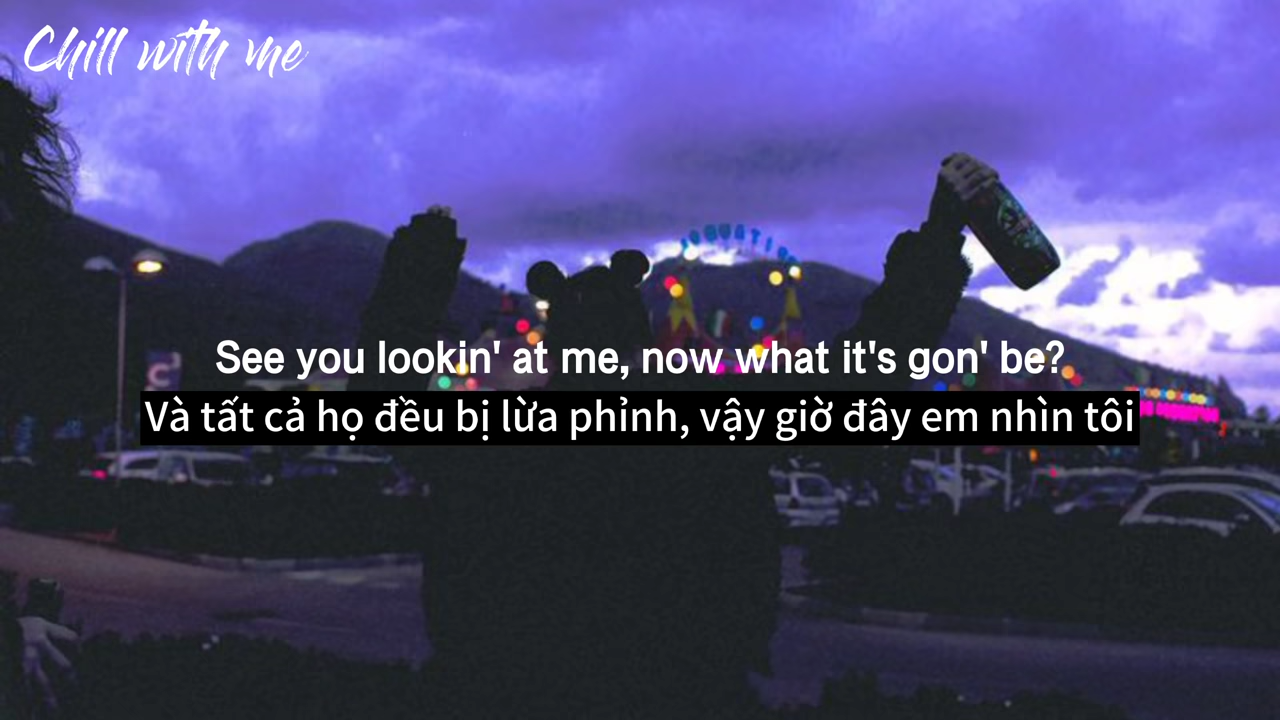 Chill with me
See you lookin' at me, now what it's gon' be?
Và tất cả họ đều bị lừa phỉnh, vậy giờ đây em nhìn tôi